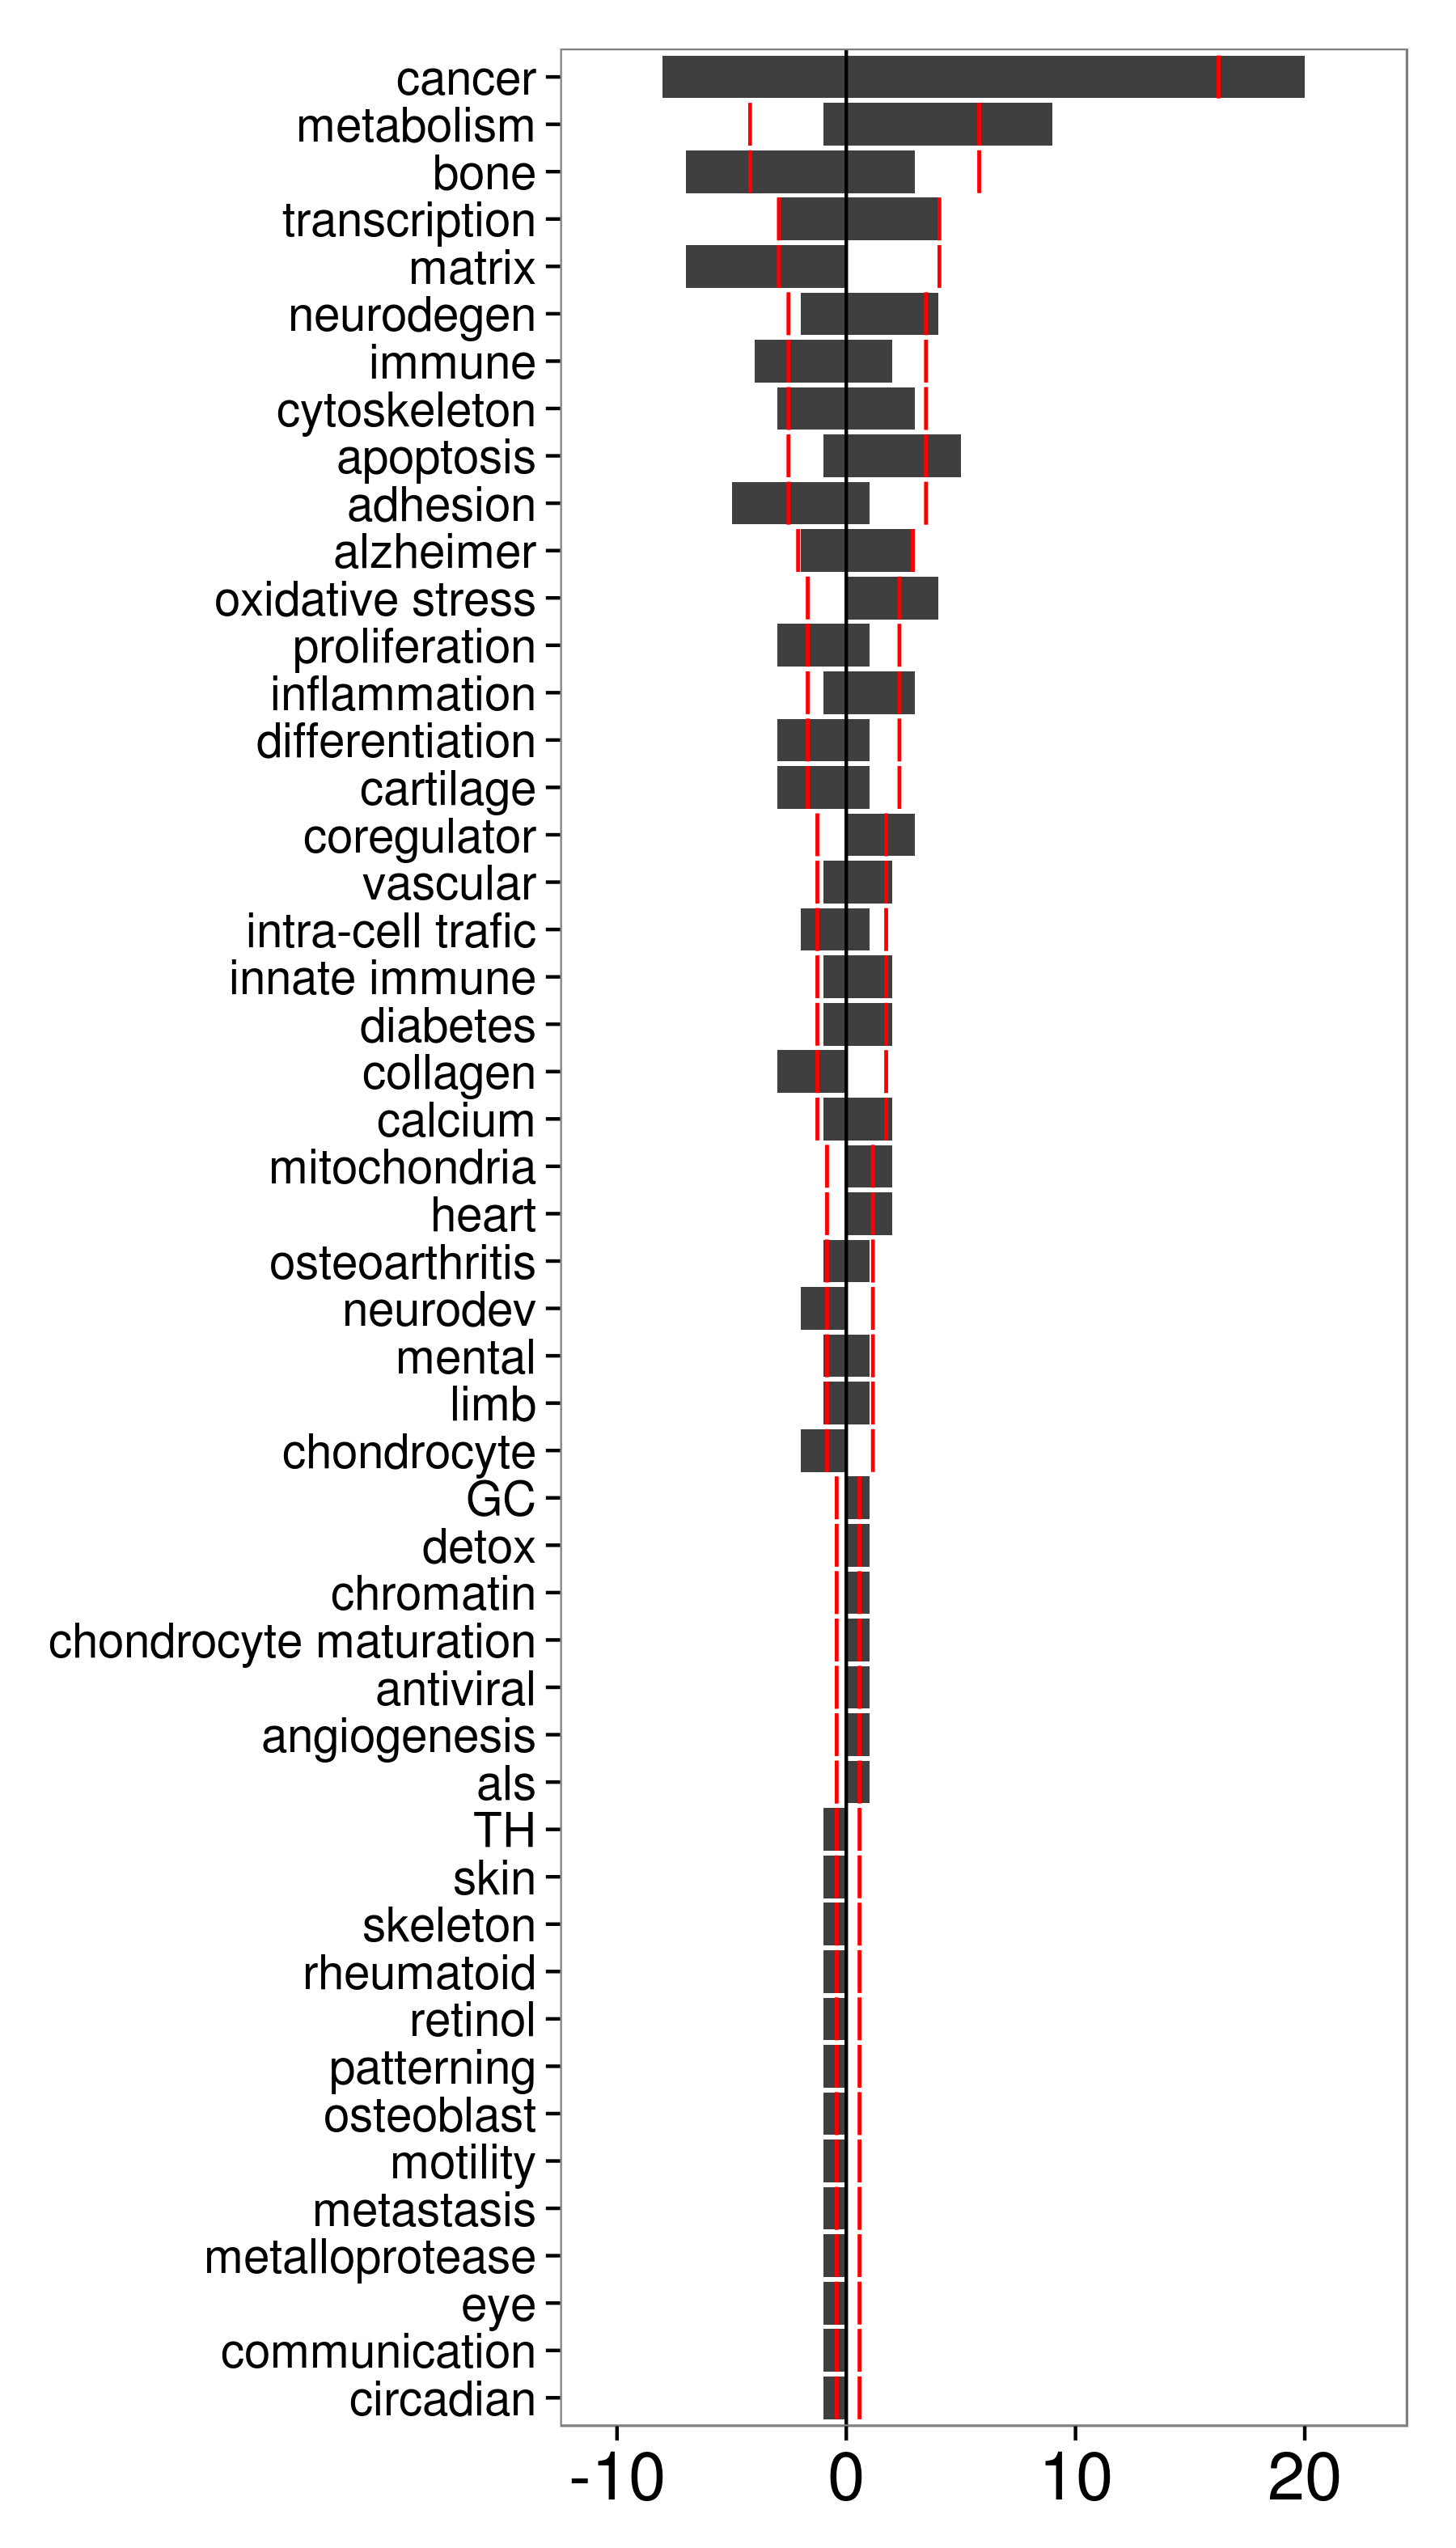 cancer
metabolism
bone
transcription
matrix
neurodegen
immune
cytoskeleton
apoptosis
adhesion
alzheimer
oxidative stress
proliferation
inflammation
differentiation
cartilage
coregulator
vascular
intra-cell trafic
innate immune
diabetes
collagen
calcium
mitochondria
heart
osteoarthritis
neurodev
mental
limb
chondrocyte
GC
detox
chromatin
chondrocyte maturation
antiviral
angiogenesis
als
TH
skin
skeleton
rheumatoid
retinol
patterning
osteoblast
motility
metastasis
metalloprotease
eye
communication
circadian
-10 0 10 20